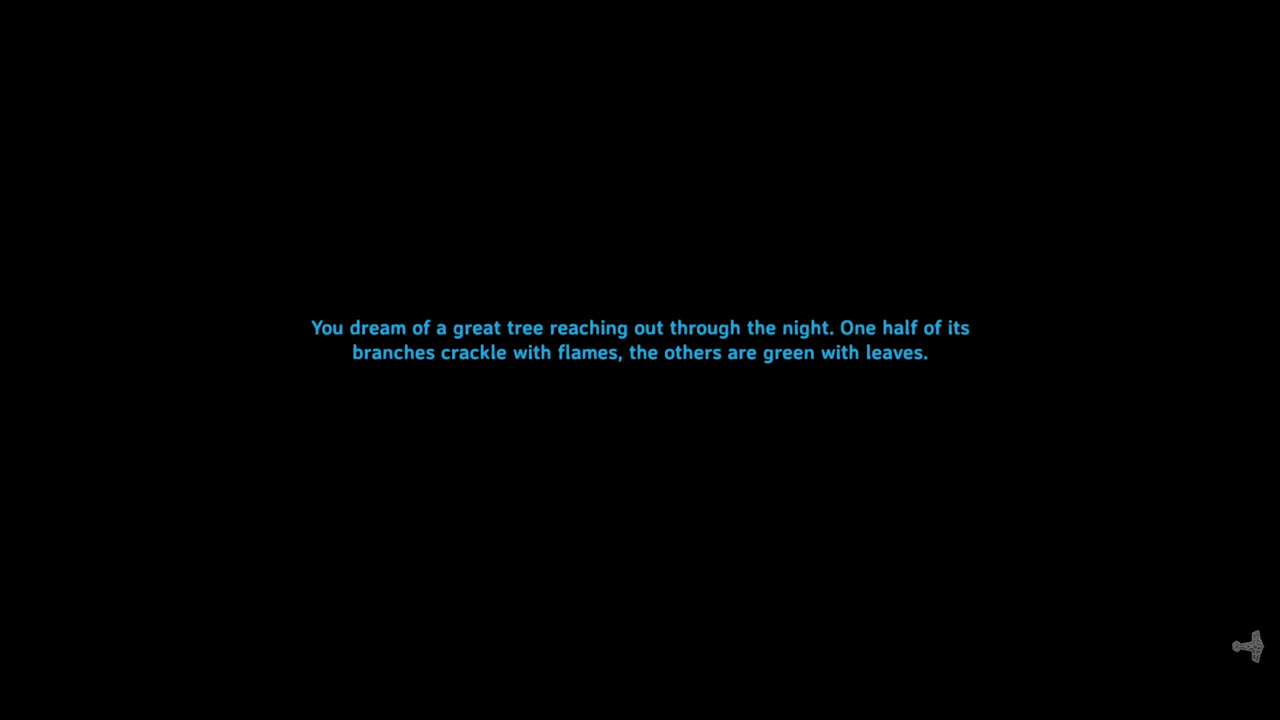 You dream of a great tree reaching out through the night. One half of its
branches crackle with flames, the others are green with leaves.